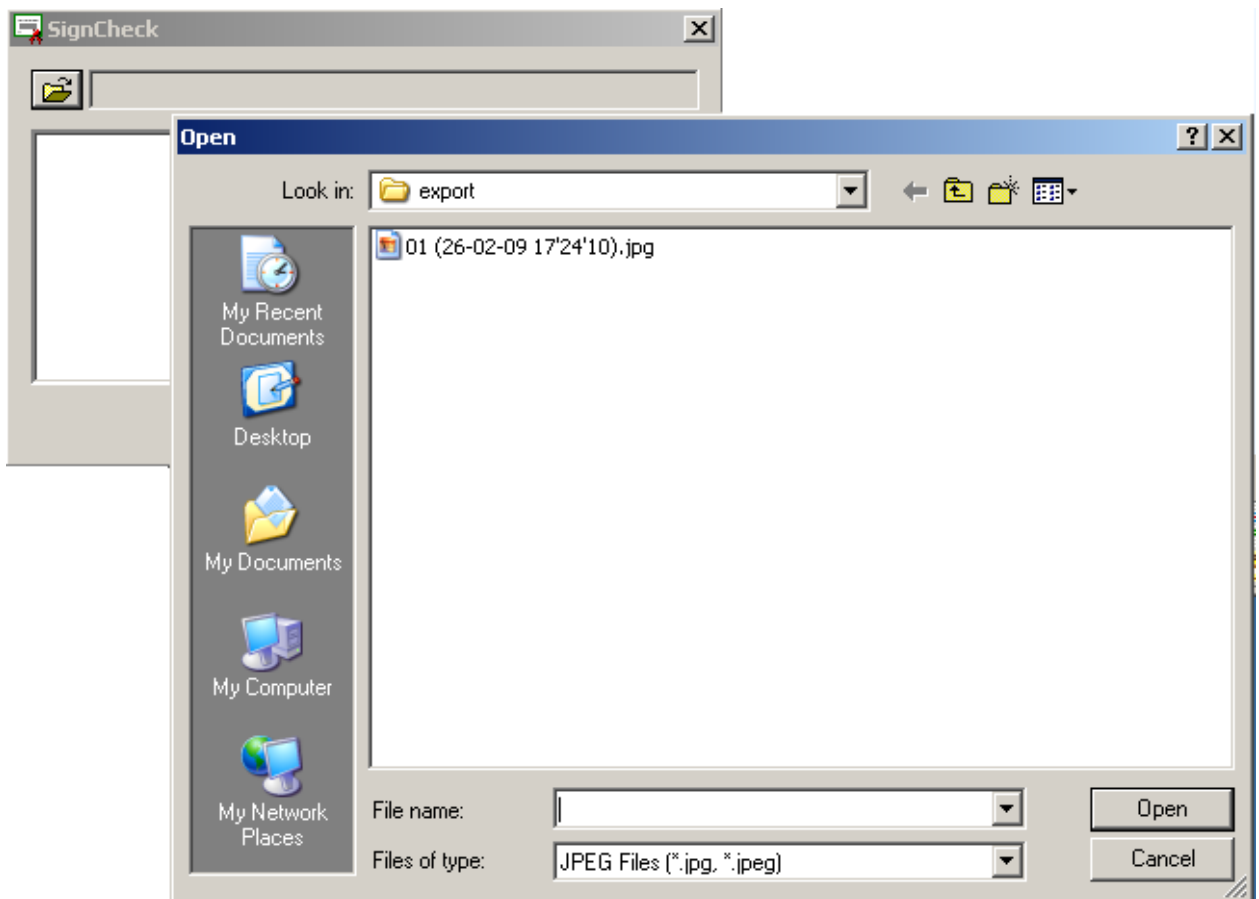 SignCheck
Open
Look in:
export
01 (26-02-09 17'24'10).jpg
My Recent
Documents
Desktop
My Documents
My Computer
My Network
Places
File name:
Open
Files of type:
JPEG Files (*.jpg, *.jpeg)
Cancel